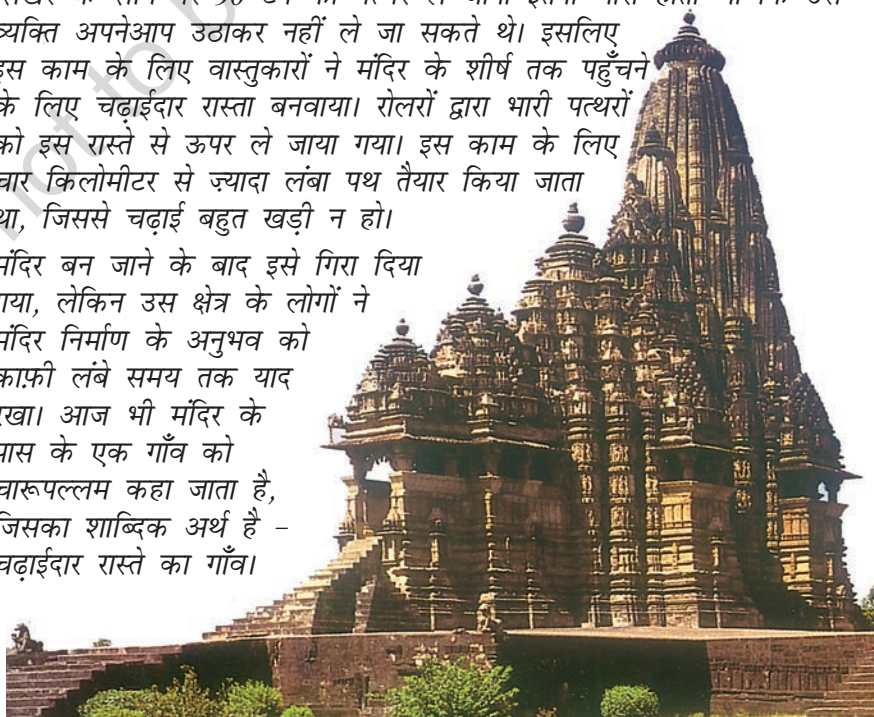 व्यक्ति अपनेआप उठाकर नहीं ले जा सकते थे। इसलिए
इस काम के लिए वास्तुकारों ने मंदिर के शीर्ष तक पहुँचने
के लिए चढ़ाईदार रास्ता बनवाया। रोलरों द्वारा भारी पत्थरों
को इस रास्ते से ऊपर ले जाया गया। इस काम के लिए
चार किलोमीटर से ज़्यादा लंबा पथ तैयार किया जाता
था, जिससे चढ़ाई बहुत खड़ी न हो।
मंदिर बन जाने के बाद इसे गिरा दिया
गया, लेकिन उस क्षेत्र के लोगों ने
मंदिर निर्माण के अनुभव को
काफ़ी लंबे समय तक याद
रखा। आज भी मंदिर के
पास के एक गाँव को
चारूपल्लम कहा जाता है,
जिसका शाब्दिक अर्थ है –
चढ़ाईदार रास्ते का गाँव।
not to b